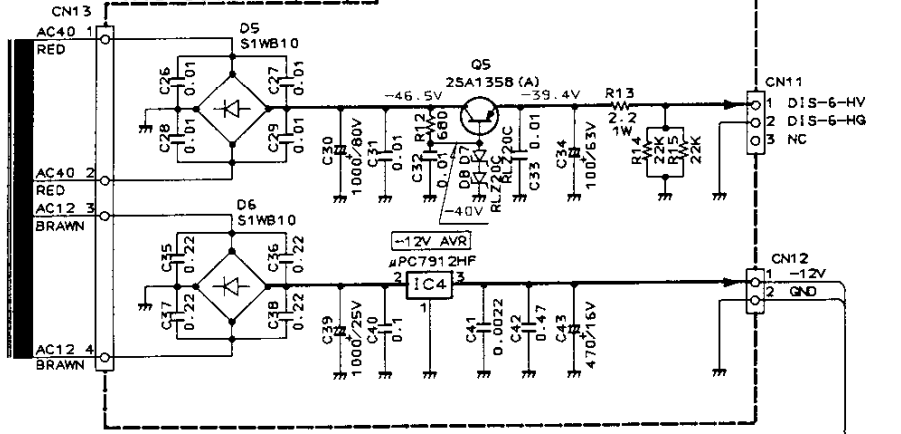 CN13
AC40 1
RED
AC40 2
RED
AC12 3
BRAWN
AC12 4
BRAWN
D5
S1WB10
C26
0.01
C27
0.01
C28
0.01
C29
0.01
C30
1000/80V
C31
0.01
-46.5V
R12
680
C32
0.01
Q5
2SA1358(A)
D8
D7
RLZ20C
RLZ20C
-40V
-39.4V
C33
0.01
C34
100/63V
R13
2.2
1W
R14
22K
R15
22K
CN11
1 DIS-6-HV
2 DIS-6-HG
3 NC
D6
S1WB10
C35
0.22
C36
0.22
C37
0.22
C38
0.22
C39
1000/25V
C40
0.1
-12V AVR
µPC7912HF
2 IC4 3
1
C41
0.0022
C42
0.47
C43
470/16V
CN12
1 -12V
2 GND